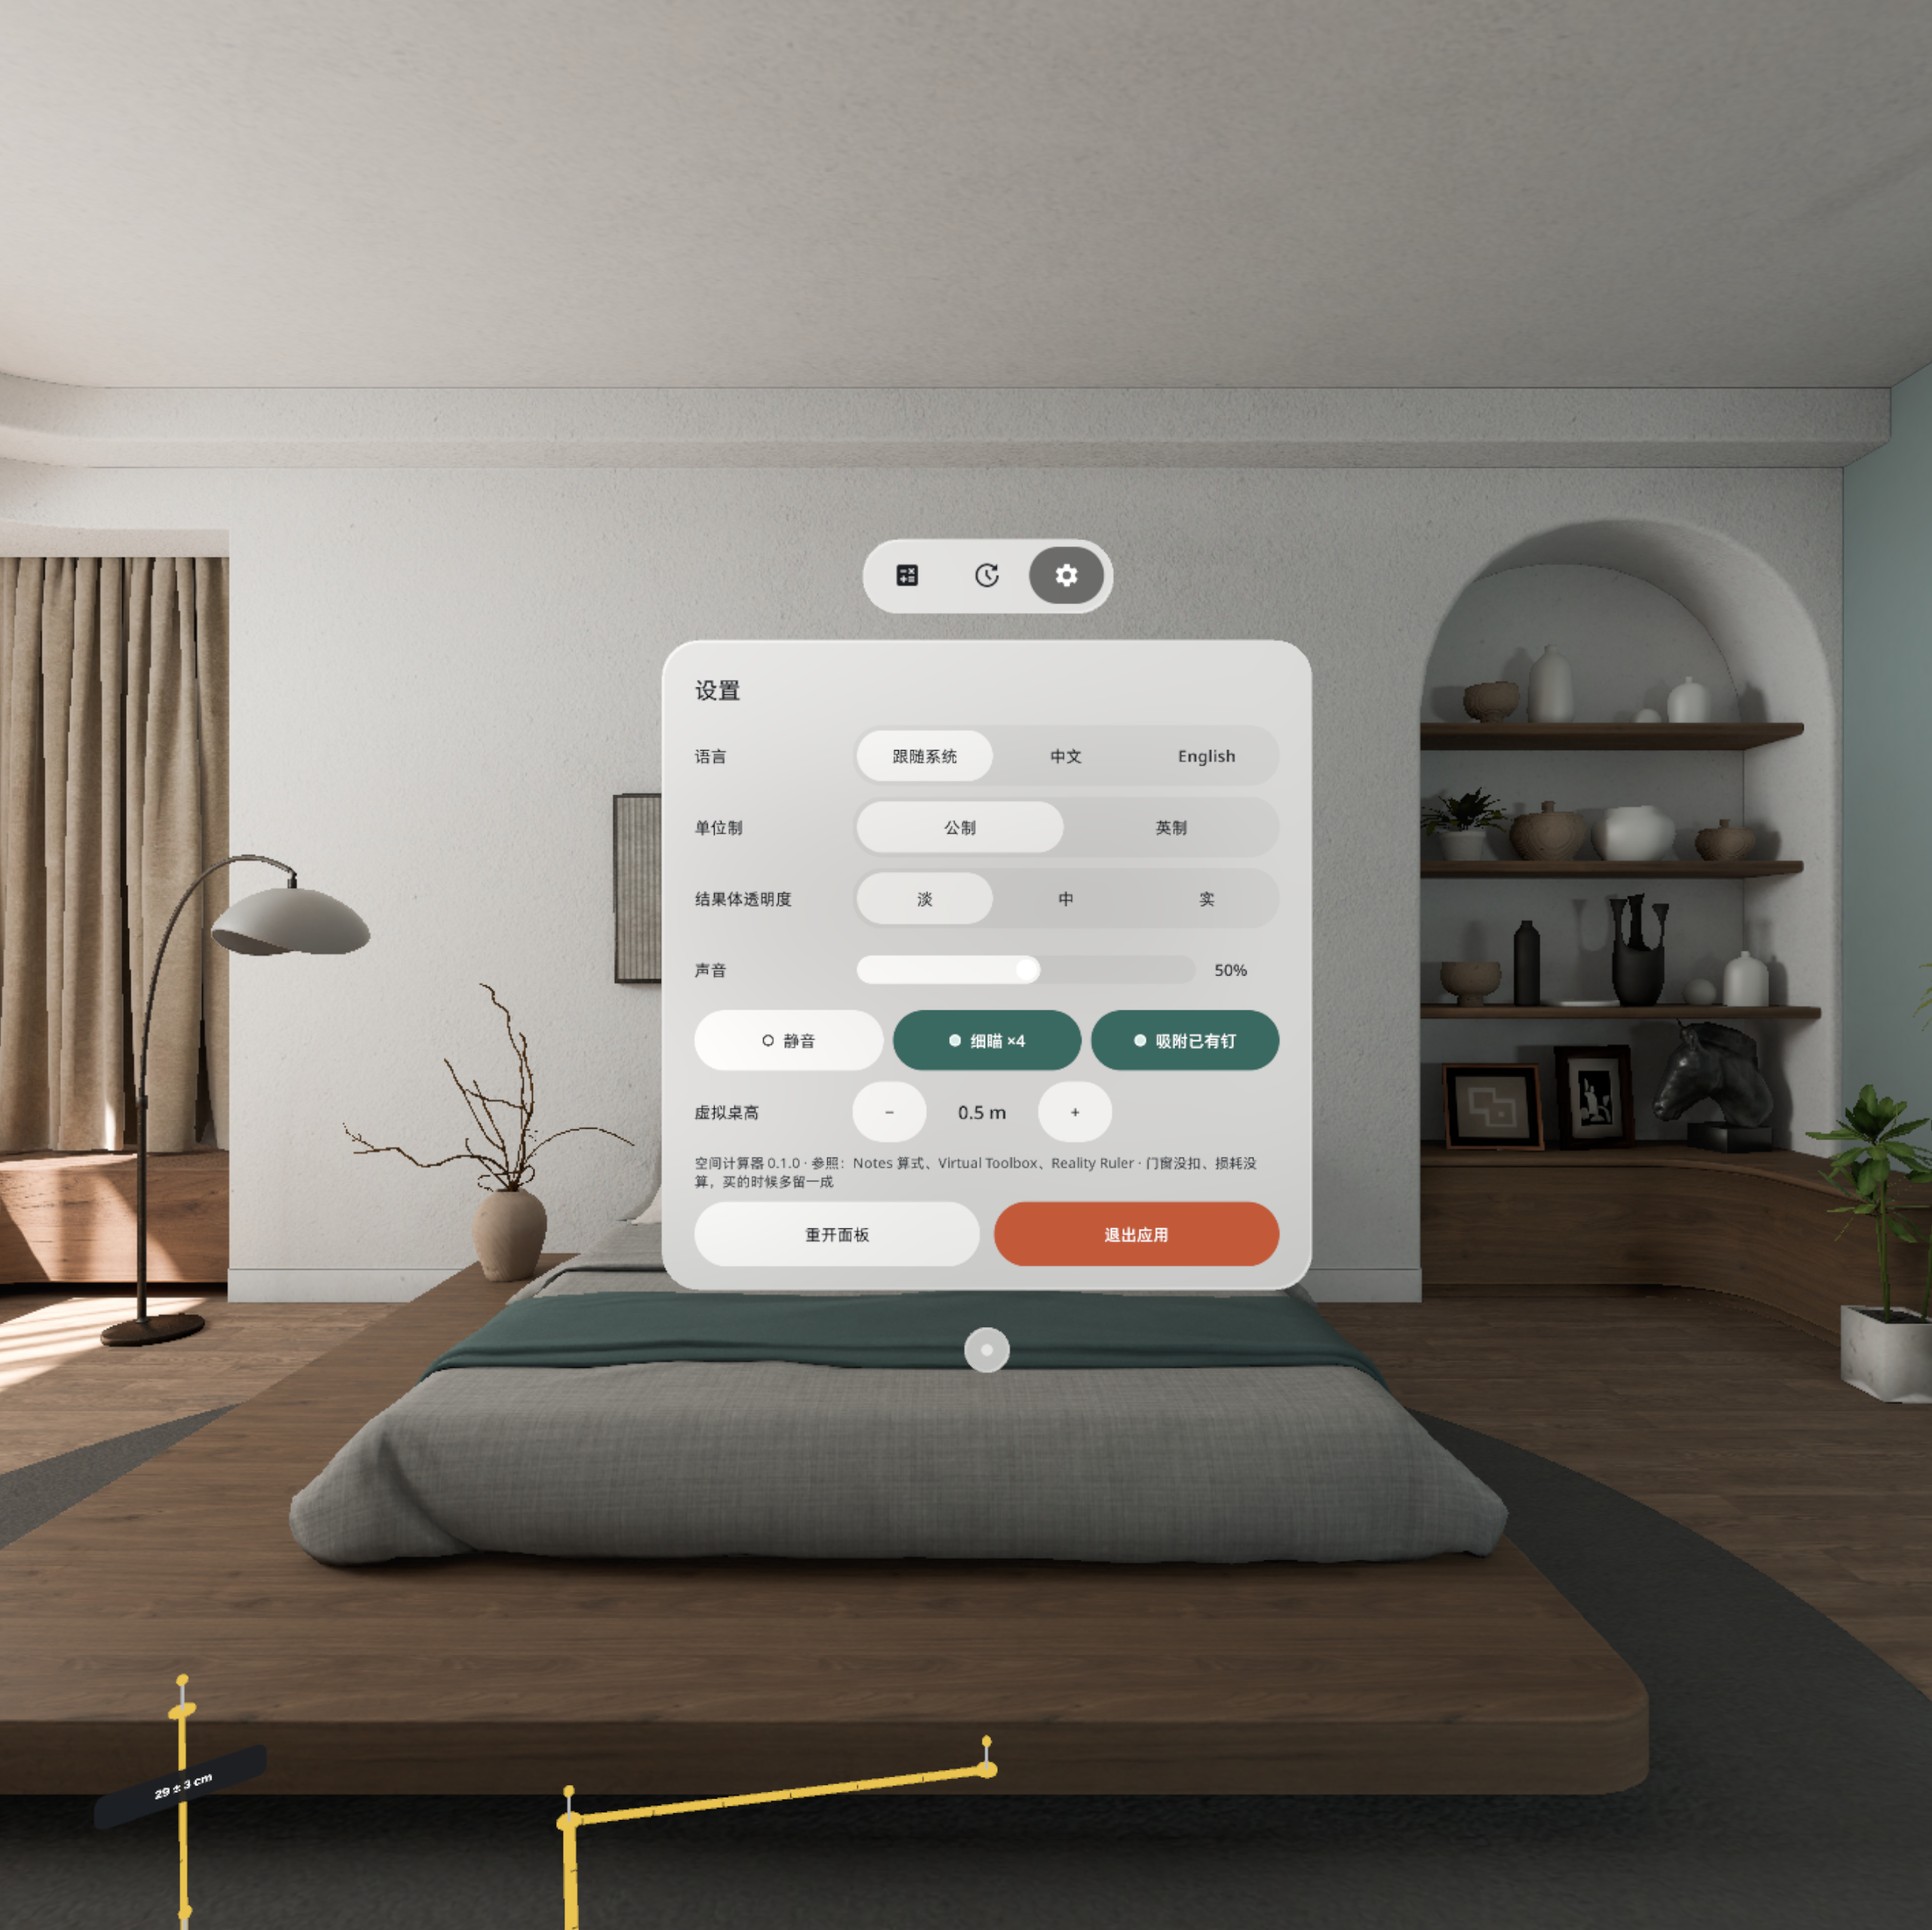 设置
语言 跟随系统 中文 English
单位制 公制 英制
结果体透明度 淡 中 实
声音 50%
静音 细瞄 ×4 吸附已有钉
虚拟桌高 − 0.5 m +
空间计算器 0.1.0 · 参照：Notes 算式、Virtual Toolbox、Reality Ruler · 门窗没扣、损耗没
算，买的时候多留一成
重开面板 退出应用
29 ± 3 cm